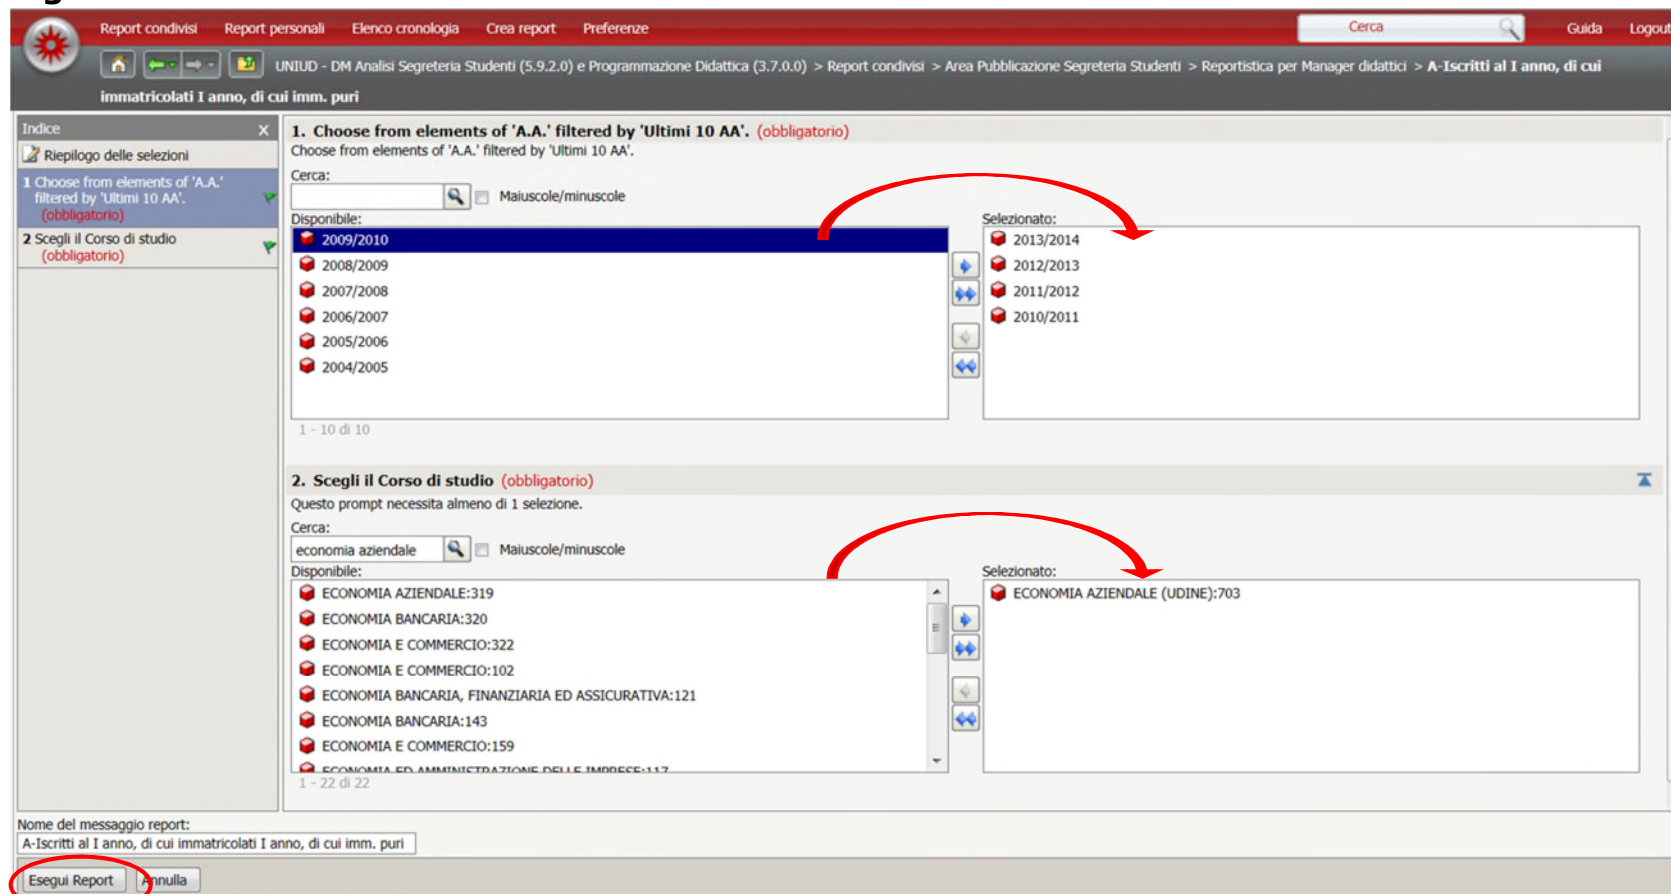 Report condivisi Report personali Elenco cronologia Crea report Preferenze Cerca Guida Logout
UNIUD - DM Analisi Segreteria Studenti (5.9.2.0) e Programmazione Didattica (3.7.0.0) > Report condivisi > Area Pubblicazione Segreteria Studenti > Reportistica per Manager didattici > A-Iscritti al I anno, di cui
immatricolati I anno, di cui imm. puri
Indice X
Riepilogo delle selezioni
1 Choose from elements of 'A.A.'
filtered by 'Ultimi 10 AA'.
(obbligatorio)
2 Scegli il Corso di studio
(obbligatorio)
1. Choose from elements of 'A.A.' filtered by 'Ultimi 10 AA'. (obbligatorio)
Choose from elements of 'A.A.' filtered by 'Ultimi 10 AA'.
Cerca:
Maiuscole/minuscole
Disponibile:
2009/2010
2008/2009
2007/2008
2006/2007
2005/2006
2004/2005
1 - 10 di 10
Selezionato:
2013/2014
2012/2013
2011/2012
2010/2011
2. Scegli il Corso di studio (obbligatorio)
Questo prompt necessita almeno di 1 selezione.
Cerca:
economia aziendale Maiuscole/minuscole
Disponibile:
ECONOMIA AZIENDALE:319
ECONOMIA BANCARIA:320
ECONOMIA E COMMERCIO:322
ECONOMIA E COMMERCIO:102
ECONOMIA BANCARIA, FINANZIARIA ED ASSICURATIVA:121
ECONOMIA BANCARIA:143
ECONOMIA E COMMERCIO:159
ECONOMIA ED AMMINISTRAZIONE DELLE IMPRESE:117
1 - 22 di 22
Selezionato:
ECONOMIA AZIENDALE (UDINE):703
Nome del messaggio report:
A-Iscritti al I anno, di cui immatricolati I anno, di cui imm. puri
Esegui Report Annulla